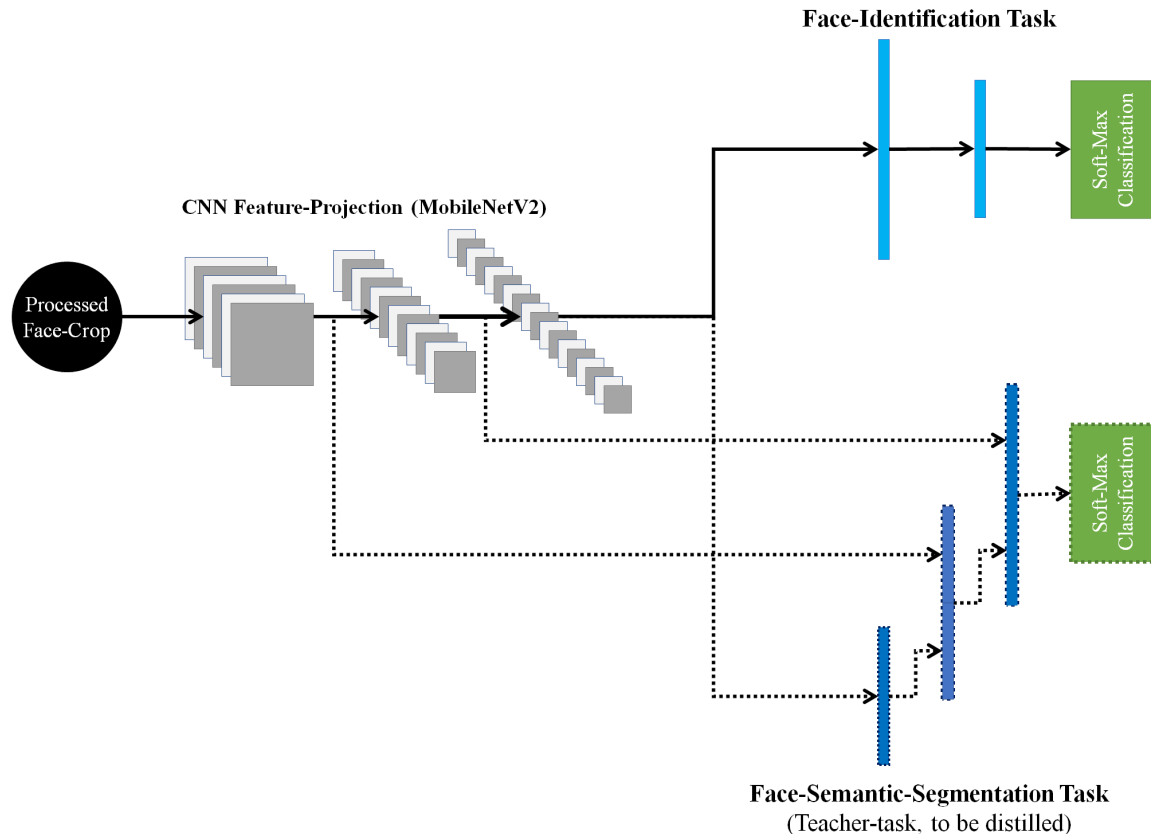 Face-Identification Task
Soft-Max
Classification
CNN Feature-Projection (MobileNetV2)
Processed
Face-Crop
Soft-Max
Classification
Face-Semantic-Segmentation Task
(Teacher-task, to be distilled)